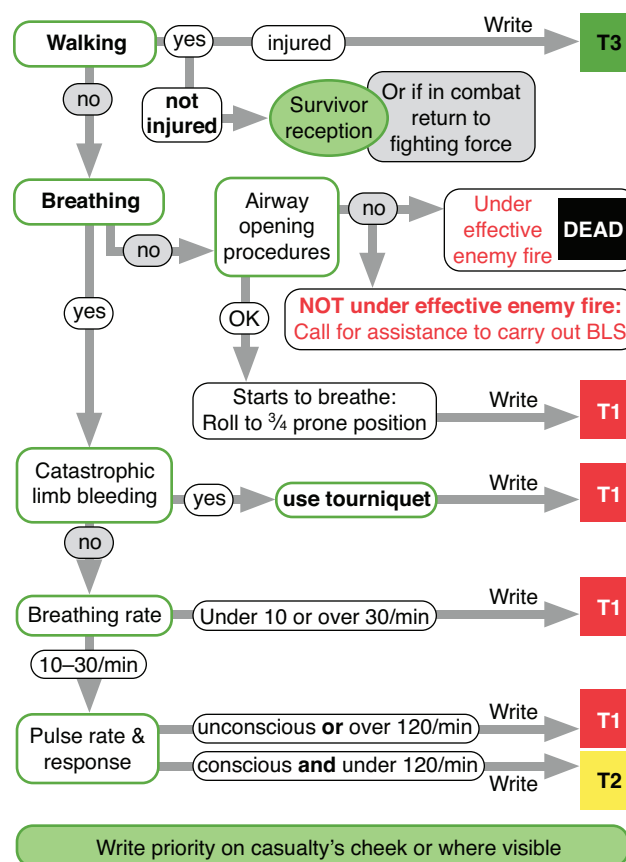 Walking
yes
injured
Write
T3
no
not
injured
Survivor
reception
Or if in combat
return to
fighting force
Breathing
no
Airway
opening
procedures
no
Under
effective
enemy fire
DEAD
yes
OK
NOT under effective enemy fire:
Call for assistance to carry out BLS
Starts to breathe:
Roll to ¾ prone position
Write
T1
Catastrophic
limb bleeding
yes
use tourniquet
Write
T1
no
Breathing rate
Under 10 or over 30/min
Write
T1
10–30/min
Pulse rate &
response
unconscious or over 120/min
Write
T1
conscious and under 120/min
Write
T2
Write priority on casualty's cheek or where visible